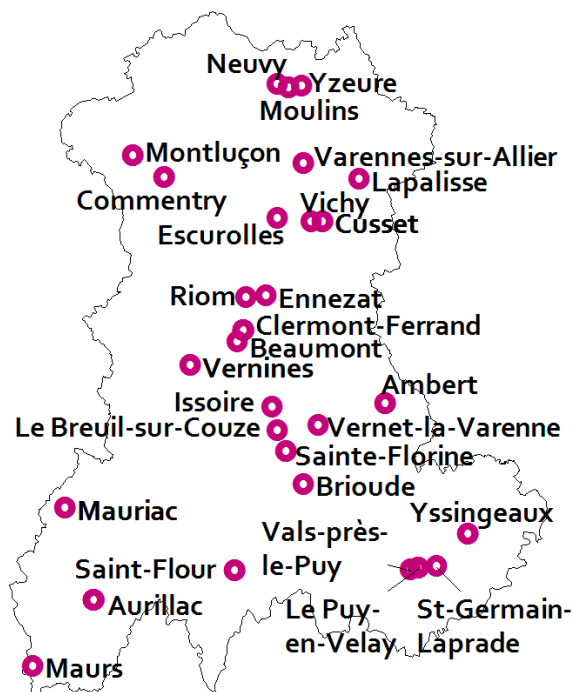 Neuvy
Yzeure
Moulins
Montluçon
Varennes-sur-Allier
Commentry
Lapalisse
Vichy
Escurolles
Cusset
Riom
Ennezat
Clermont-Ferrand
Beaumont
Vernines
Ambert
Issoire
Le Breuil-sur-Couze
Vernet-la-Varenne
Sainte-Florine
Brioude
Mauriac
Yssingeaux
Vals-près-
le-Puy
Saint-Flour
Aurillac
Le Puy-
en-Velay
St-Germain-
Laprade
Maurs